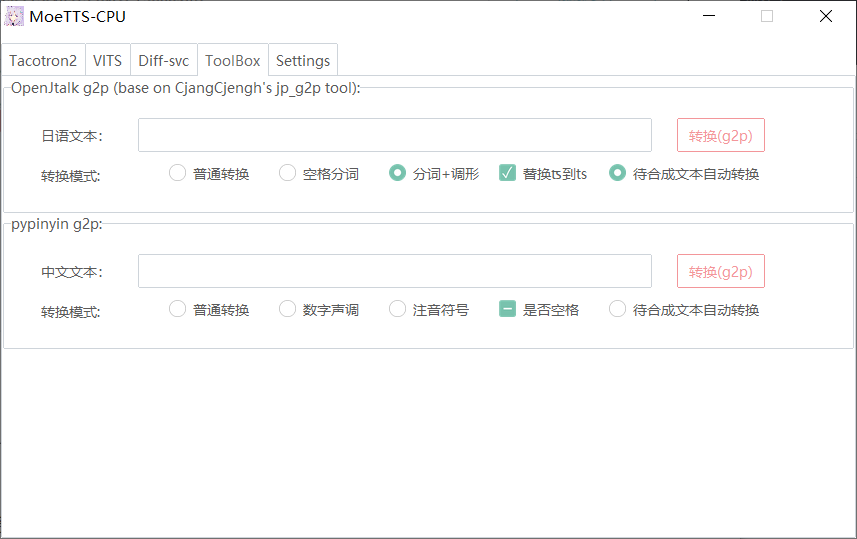 MoeTTS-CPU
Tacotron2 VITS Diff-svc ToolBox Settings
OpenJtalk g2p (base on CjangCjengh's jp_g2p tool):
日语文本: 转换(g2p)
转换模式: 普通转换 空格分词 分词+调形 替换ts到ts 待合成文本自动转换
pypinyin g2p:
中文文本: 转换(g2p)
转换模式: 普通转换 数字声调 注音符号 是否空格 待合成文本自动转换